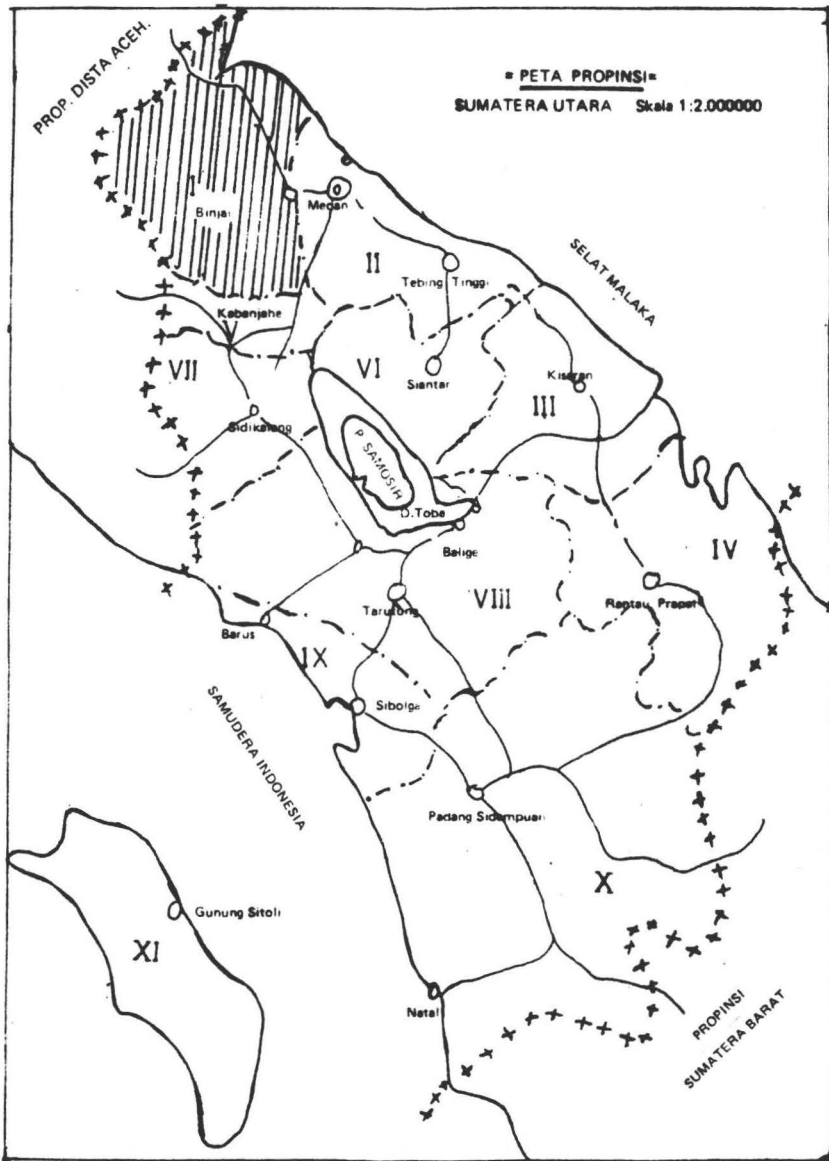 = PETA PROPINSI =
SUMATERA UTARA Skala 1:2.000000
PROP. DISTA ACEH.
I
Binjai
Medan
II
Tebing Tinggi
SELAT MALAKA
Kabanjahe
VII
VI
Siantar
Kisaran
III
Sidikalang
P. SAMOSIR
D.Toba
Balige
IV
VIII
Tarutung
Rantau Prapat
Barus
IX
Sibolga
SAMUDERA INDONESIA
Padang Sidempuan
X
Gunung Sitoli
XI
Natal
PROPINSI
SUMATERA BARAT